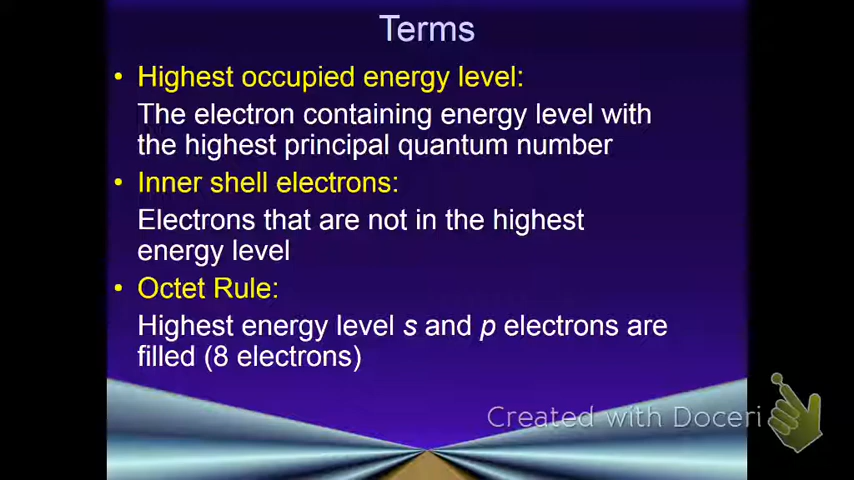 Terms
• Highest occupied energy level:
The electron containing energy level with
the highest principal quantum number
• Inner shell electrons:
Electrons that are not in the highest
energy level
• Octet Rule:
Highest energy level s and p electrons are
filled (8 electrons)
Created with Doceri